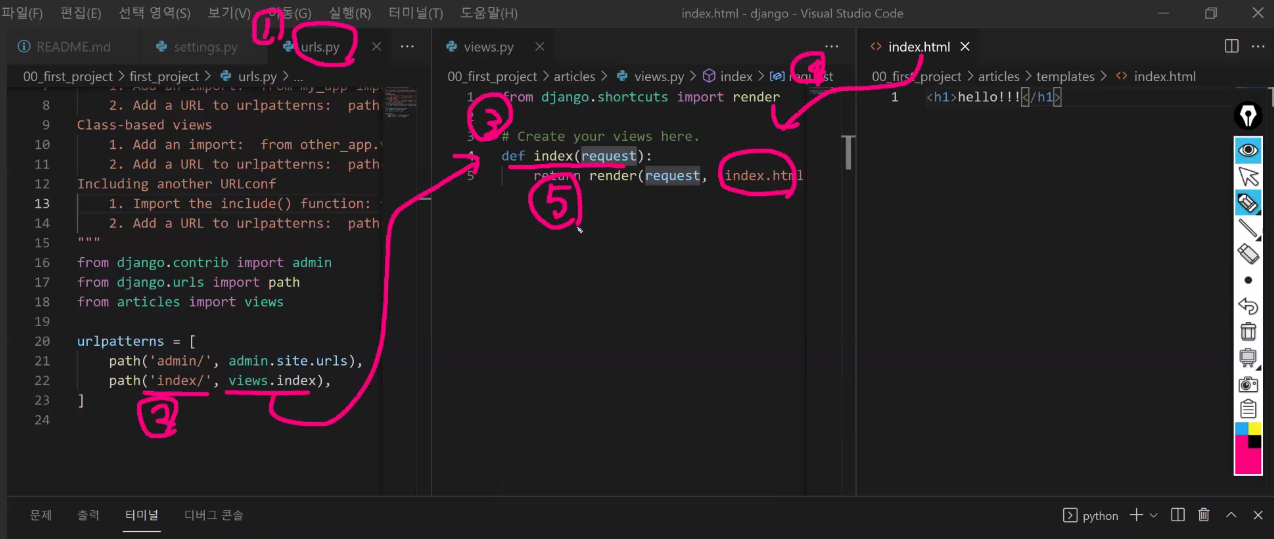 파일(F) 편집(E) 선택 영역(S) 보기(V) 이동(G) 실행(R) 터미널(T) 도움말(H) index.html - django - Visual Studio Code
①
README.md settings.py urls.py
00_first_project > first_project > urls.py > ...
8 2. Add a URL to urlpatterns: path
9 Class-based views
10 1. Add an import: from other_app.
11 2. Add a URL to urlpatterns: path
12 Including another URLconf
13 1. Import the include() function:
14 2. Add a URL to urlpatterns: path
15 """
16 from django.contrib import admin
17 from django.urls import path
18 from articles import views
19
20 urlpatterns = [
21 path('admin/', admin.site.urls),
22 path('index/', views.index),
23 ]
24
②
views.py
00_first_project > articles > views.py > index > request
④
1 from django.shortcuts import render
2
③
3 # Create your views here.
4 def index(request):
5 return render(request, index.html
⑤
index.html
00_first_project > articles > templates > index.html
1 <h1>hello!!!</h1>
문제 출력 터미널 디버그 콘솔 python